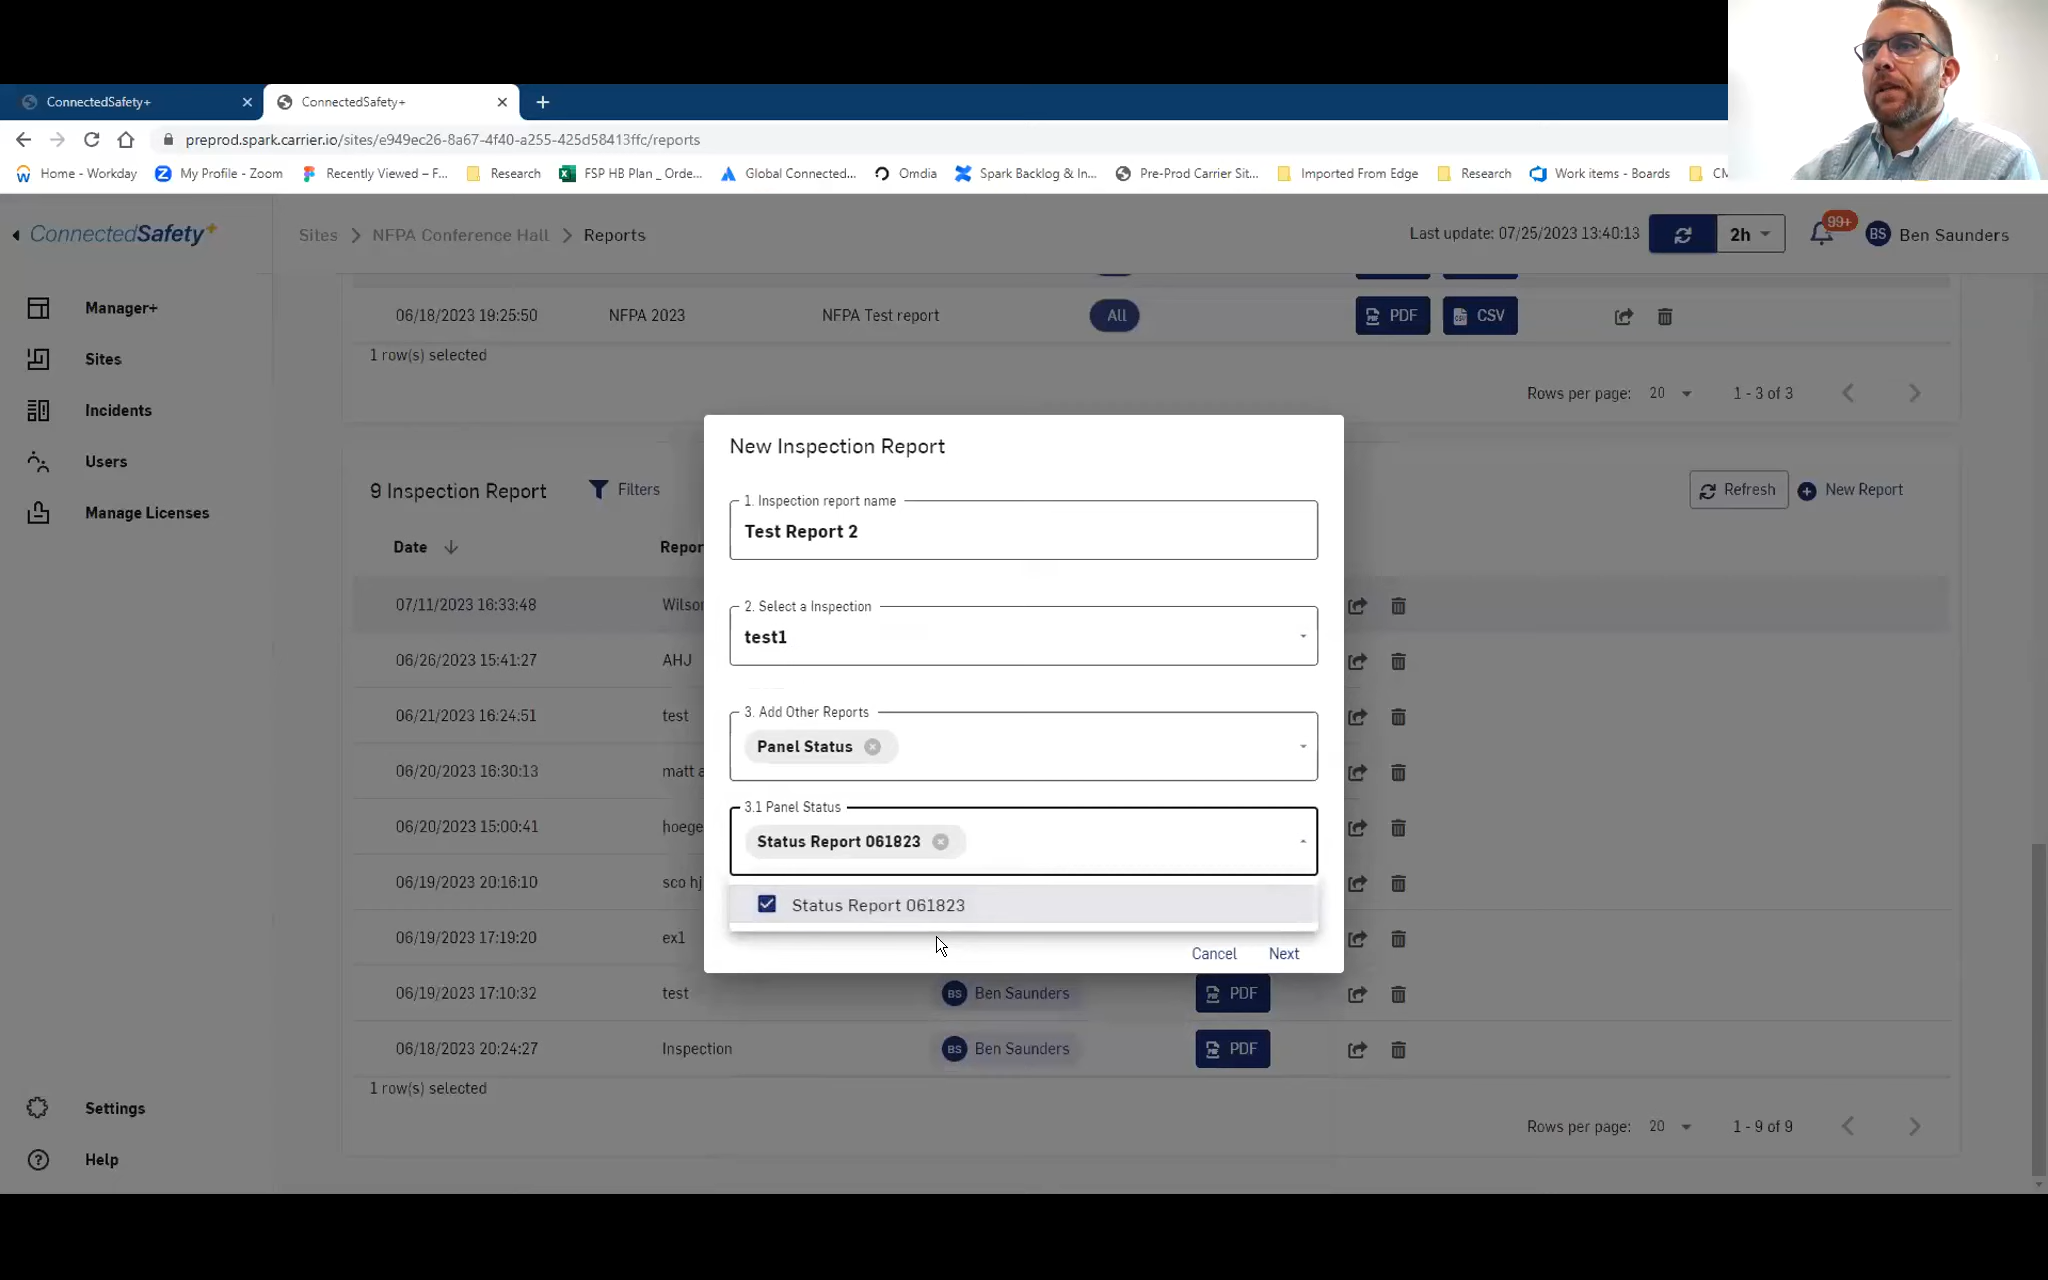 ConnectedSafety+
ConnectedSafety+
preprod.spark.carrier.io/sites/e949ec26-8a67-4f40-a255-425d58413ffc/reports
Home - Workday
My Profile - Zoom
Recently Viewed – F...
Research
FSP HB Plan _ Orde...
Global Connected...
Omdia
Spark Backlog & In...
Pre-Prod Carrier Sit...
Imported From Edge
Research
Work items - Boards
CM
ConnectedSafety+
Sites > NFPA Conference Hall > Reports
Last update: 07/25/2023 13:40:13
2h
99+
BS Ben Saunders
Manager+
Sites
Incidents
Users
Manage Licenses
Settings
Help
06/18/2023 19:25:50 NFPA 2023 NFPA Test report All PDF CSV
1 row(s) selected
Rows per page: 20 1 - 3 of 3
9 Inspection Report Filters
Refresh New Report
Date Repor
07/11/2023 16:33:48 Wilso
06/26/2023 15:41:27 AHJ
06/21/2023 16:24:51 test
06/20/2023 16:30:13 matt a
06/20/2023 15:00:41 hoege
06/19/2023 20:16:10 sco hj
06/19/2023 17:19:20 ex1
06/19/2023 17:10:32 test BS Ben Saunders PDF
06/18/2023 20:24:27 Inspection BS Ben Saunders PDF
1 row(s) selected
Rows per page: 20 1 - 9 of 9
New Inspection Report
1. Inspection report name
Test Report 2
2. Select a Inspection
test1
3. Add Other Reports
Panel Status
3.1 Panel Status
Status Report 061823
Status Report 061823
Cancel Next